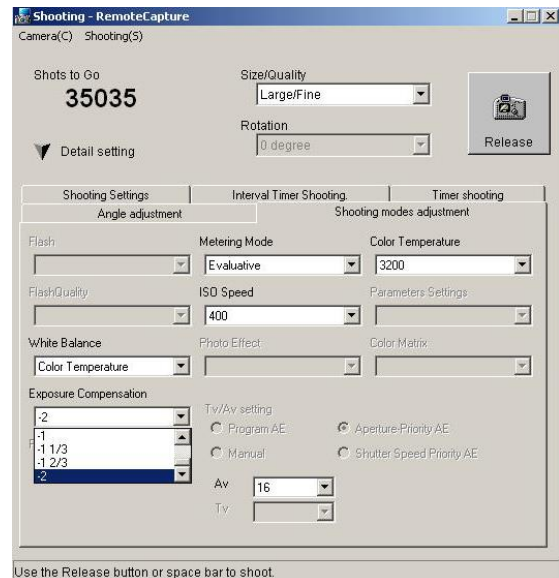 Shooting - RemoteCapture
Camera(C) Shooting(S)
Shots to Go
35035
Size/Quality
Large/Fine
Rotation
0 degree
Release
Detail setting
Shooting Settings
Interval Timer Shooting.
Timer shooting
Angle adjustment
Shooting modes adjustment
Flash
Metering Mode
Evaluative
Color Temperature
3200
FlashQuality
ISO Speed
400
Parameters Settings
White Balance
Color Temperature
Photo Effect
Color Matrix
Exposure Compensation
-2
-1
-1 1/3
-1 2/3
-2
Tv/Av setting
Program AE
Aperture-Priority AE
Manual
Shutter Speed Priority AE
Av
16
Tv
Use the Release button or space bar to shoot.